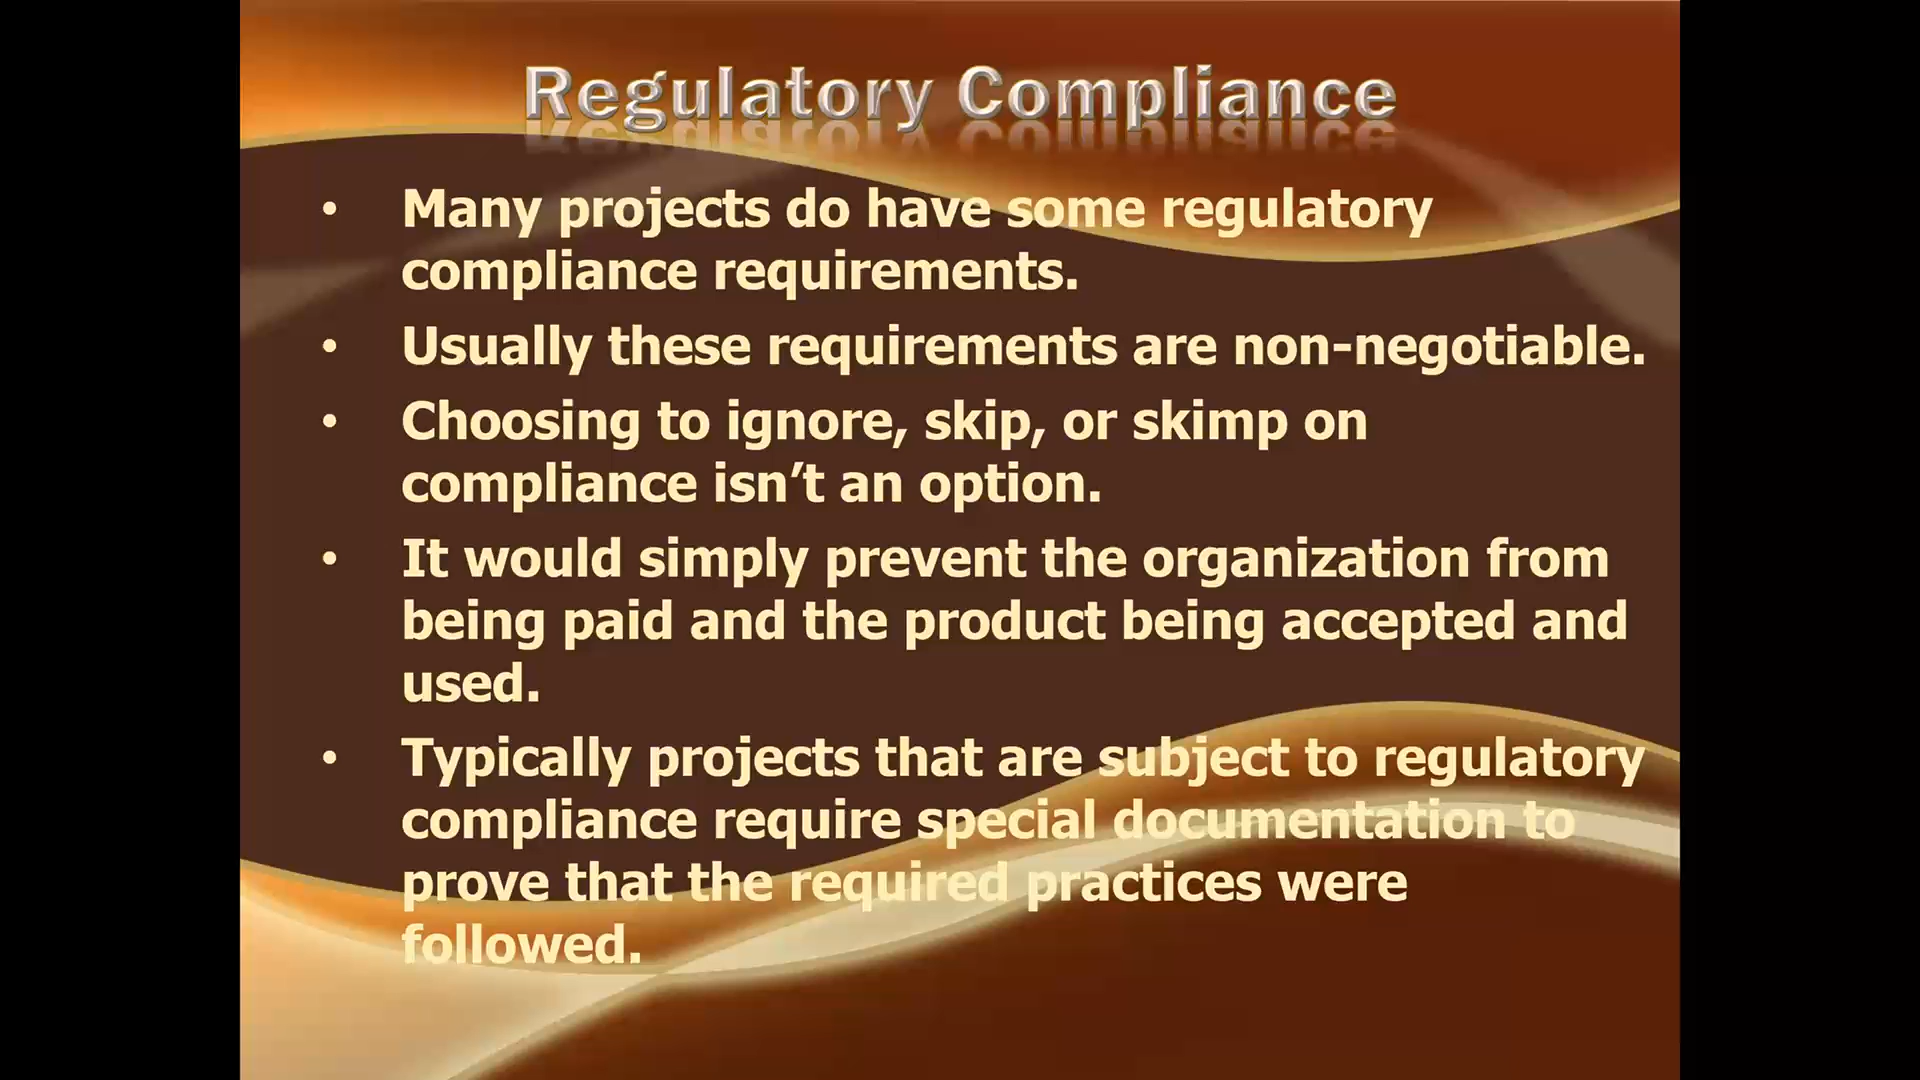 Regulatory Compliance
• Many projects do have some regulatory
compliance requirements.
• Usually these requirements are non-negotiable.
• Choosing to ignore, skip, or skimp on
compliance isn’t an option.
• It would simply prevent the organization from
being paid and the product being accepted and
used.
• Typically projects that are subject to regulatory
compliance require special documentation to
prove that the required practices were
followed.